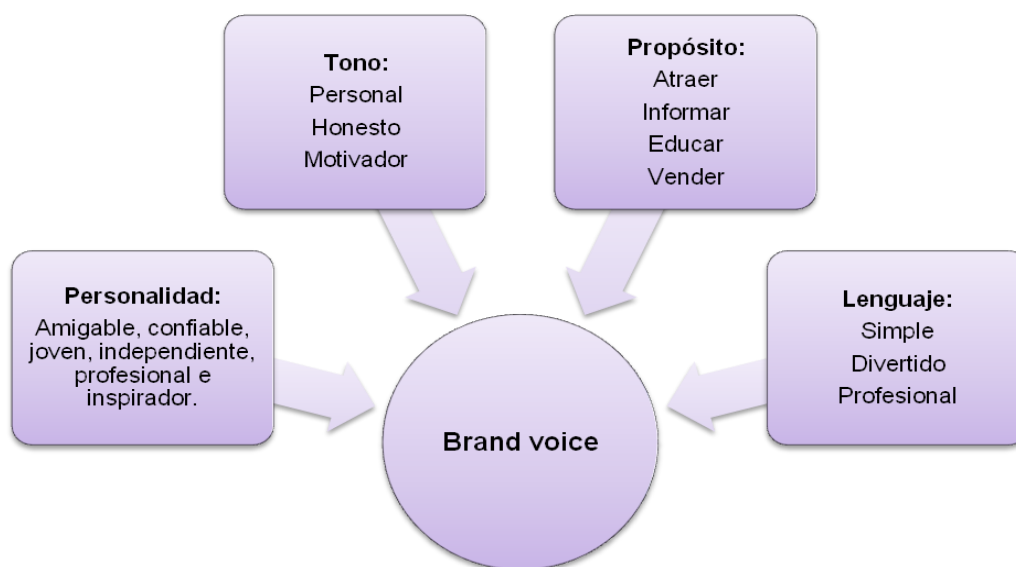 Tono:
Personal
Honesto
Motivador
Propósito:
Atraer
Informar
Educar
Vender
Personalidad:
Amigable, confiable,
joven, independiente,
profesional e
inspirador.
Lenguaje:
Simple
Divertido
Profesional
Brand voice